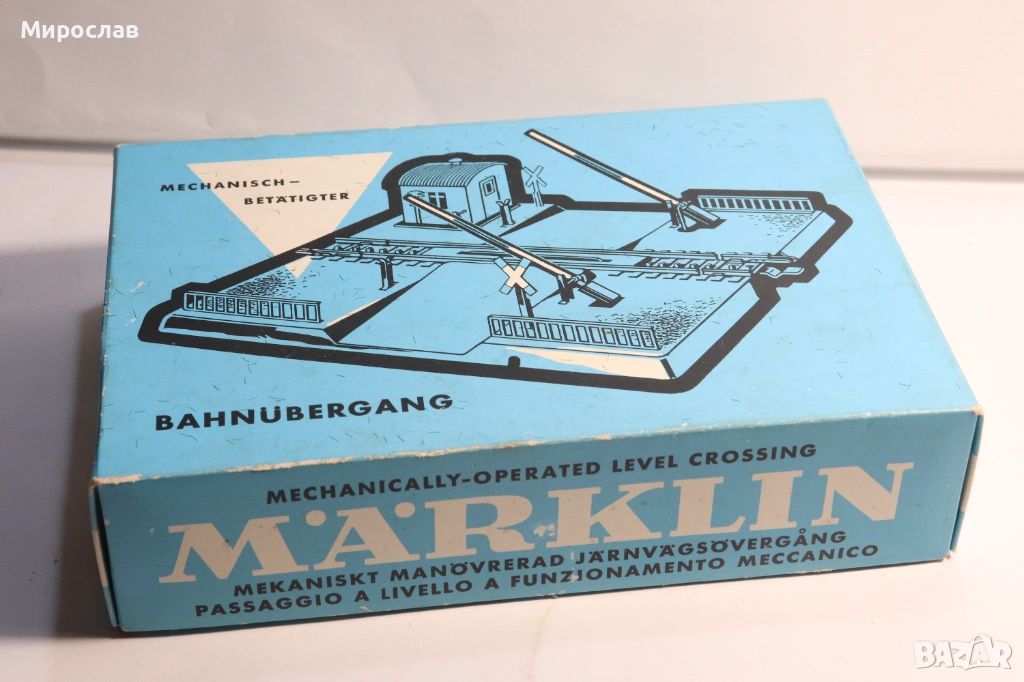 Мирослав
MECHANISCH–
BETÄTIGTER
BAHNÜBERGANG
MECHANICALLY-OPERATED LEVEL CROSSING
MÄRKLIN
MEKANISKT MANÖVRERAD JÄRNVÄGSÖVERGÅNG
PASSAGGIO A LIVELLO A FUNZIONAMENTO MECCANICO
BAZAR